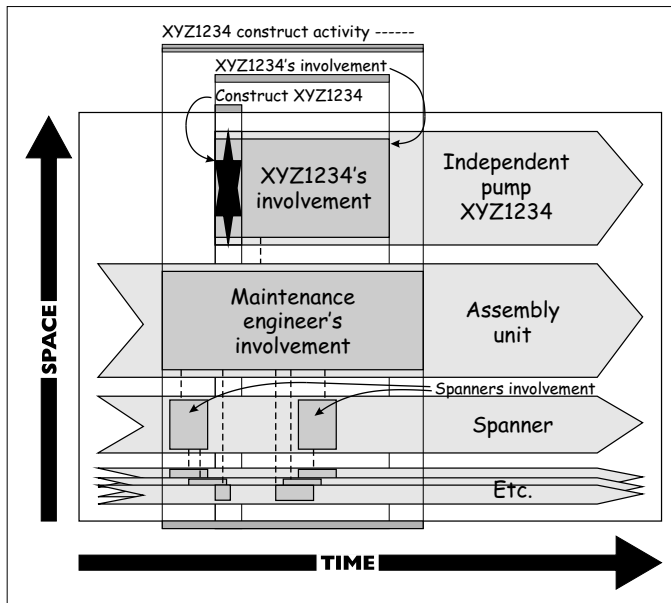 XYZ1234 construct activity ------
XYZ1234's involvement
Construct XYZ1234
XYZ1234's
involvement
Independent
pump
XYZ1234
Maintenance
engineer's
involvement
Assembly
unit
Spanners involvement
Spanner
Etc.
SPACE
TIME